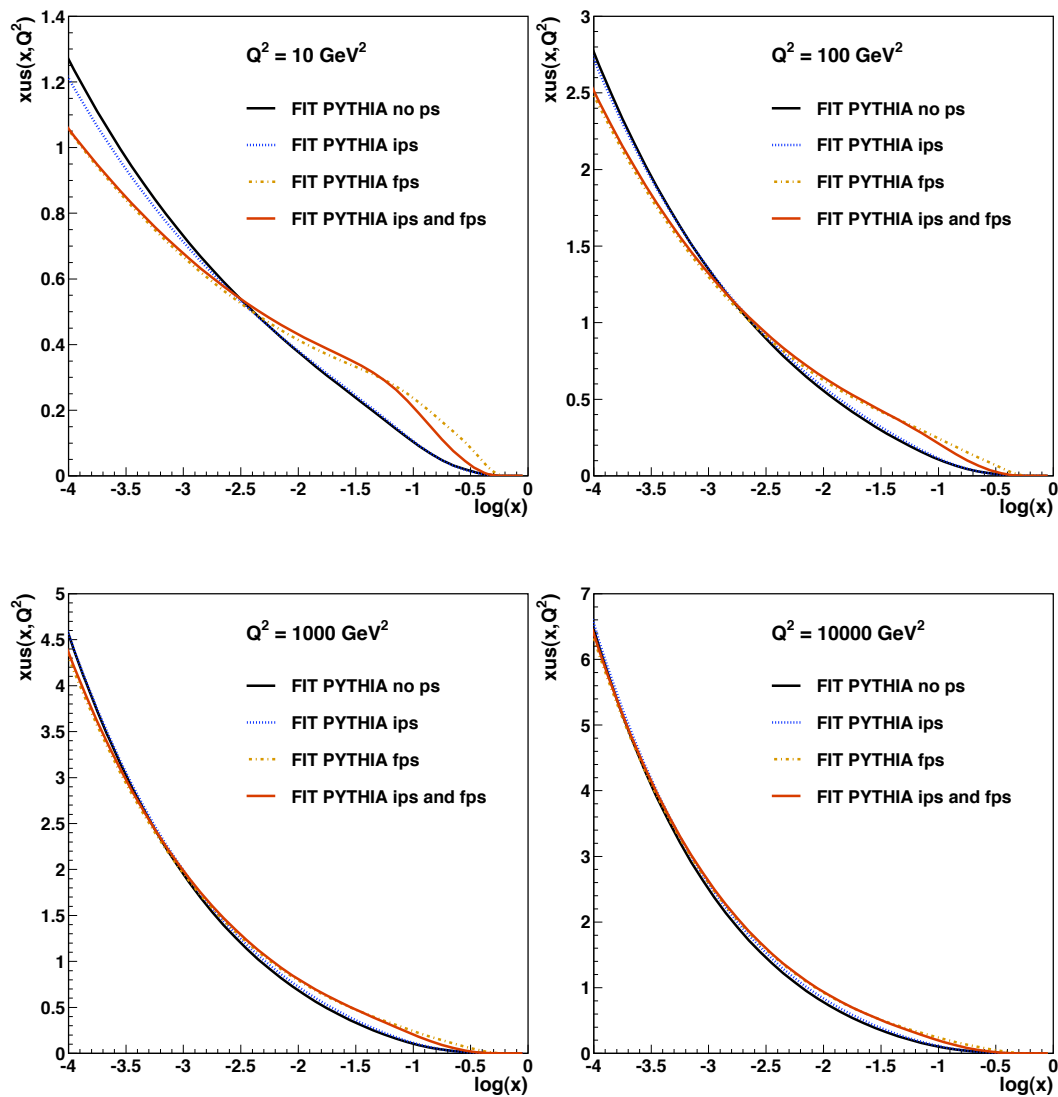 xus(x,Q²)
1.4
1.2
1
0.8
0.6
0.4
0.2
0
Q² = 10 GeV²
FIT PYTHIA no ps
FIT PYTHIA ips
FIT PYTHIA fps
FIT PYTHIA ips and fps
-4 -3.5 -3 -2.5 -2 -1.5 -1 -0.5 0
log(x)
xus(x,Q²)
3
2.5
2
1.5
1
0.5
0
Q² = 100 GeV²
FIT PYTHIA no ps
FIT PYTHIA ips
FIT PYTHIA fps
FIT PYTHIA ips and fps
-4 -3.5 -3 -2.5 -2 -1.5 -1 -0.5 0
log(x)
xus(x,Q²)
5
4.5
4
3.5
3
2.5
2
1.5
1
0.5
0
Q² = 1000 GeV²
FIT PYTHIA no ps
FIT PYTHIA ips
FIT PYTHIA fps
FIT PYTHIA ips and fps
-4 -3.5 -3 -2.5 -2 -1.5 -1 -0.5 0
log(x)
xus(x,Q²)
7
6
5
4
3
2
1
0
Q² = 10000 GeV²
FIT PYTHIA no ps
FIT PYTHIA ips
FIT PYTHIA fps
FIT PYTHIA ips and fps
-4 -3.5 -3 -2.5 -2 -1.5 -1 -0.5 0
log(x)